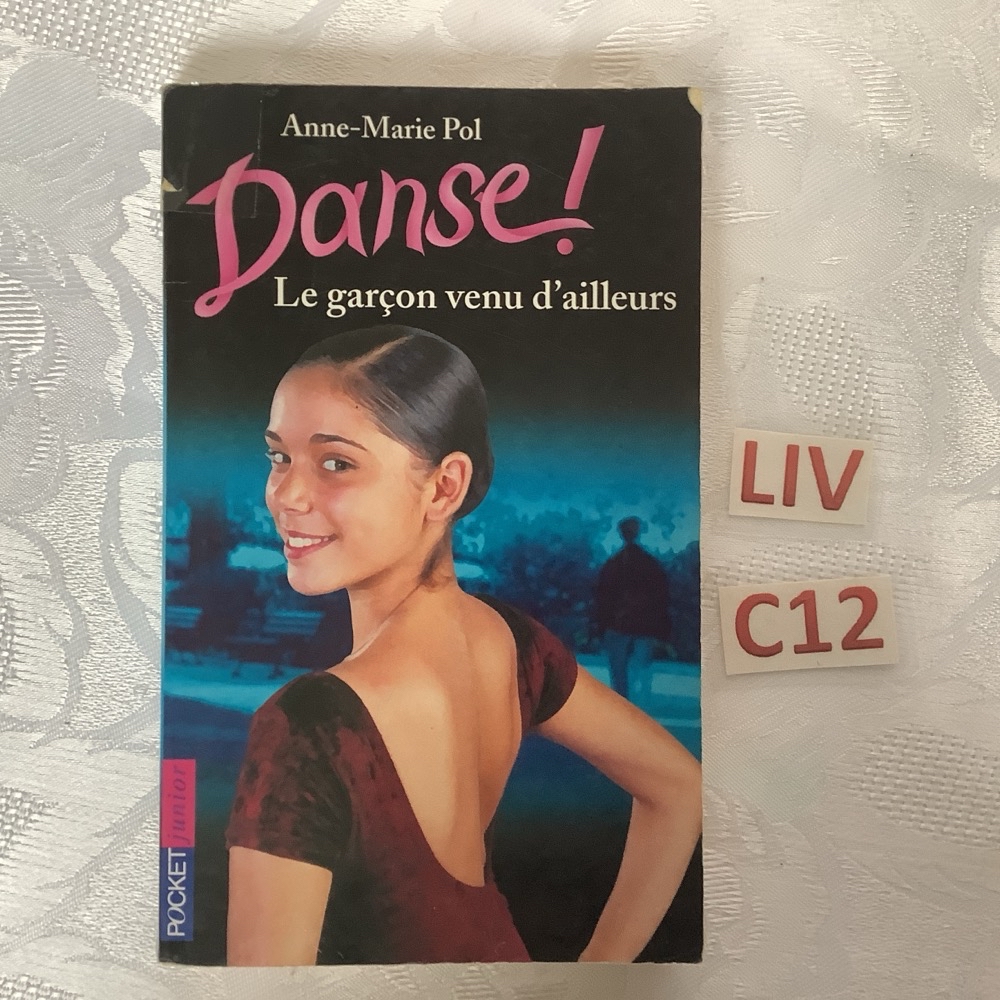 Anne-Marie Pol
Danse!
Le garçon venu d'ailleurs
LIV
C12
POCKET junior